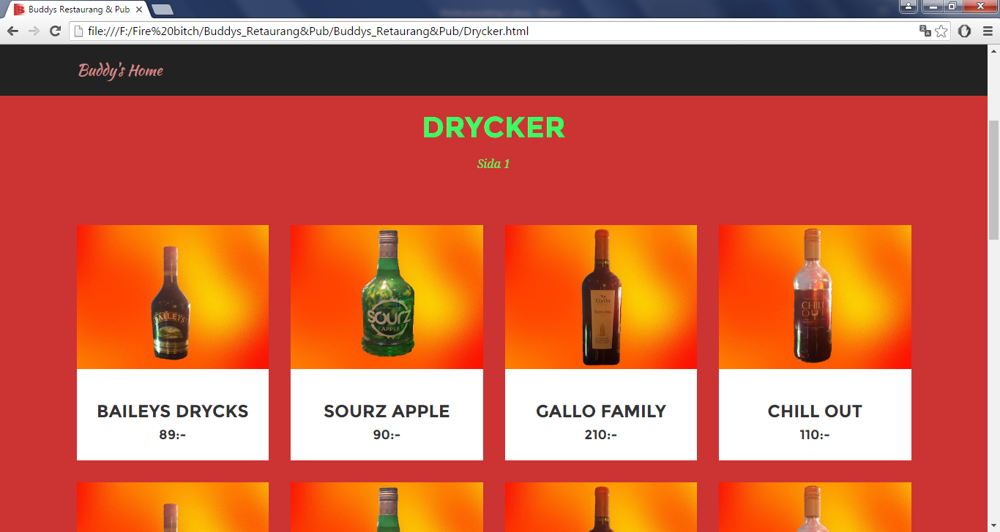 Buddys Restaurang & Pub
file:///F:/Fire%20bitch/Buddys_Retaurang&Pub/Buddys_Retaurang&Pub/Drycker.html
Buddy's Home
DRYCKER
Sida 1
BAILEYS
SOURZ
APPLE
Gallo
SONOMA
CHILL
OUT
BAILEYS DRYCKS
SOURZ APPLE
GALLO FAMILY
CHILL OUT
89:-
90:-
210:-
110:-